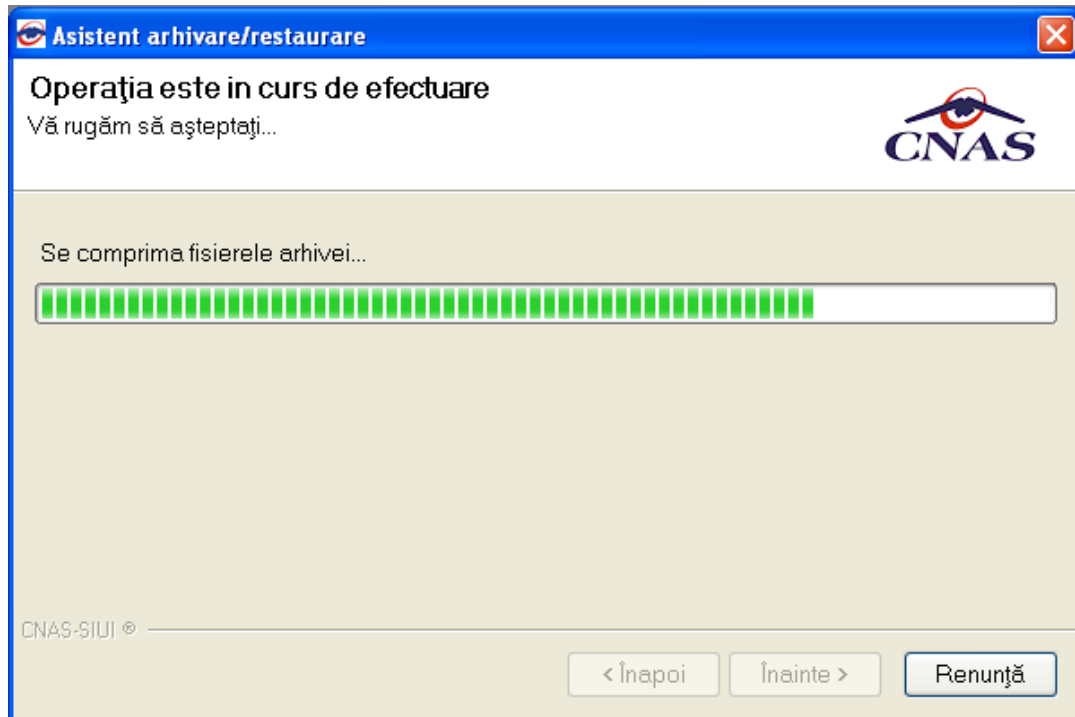 Asistent arhivare/restaurare
Operaţia este in curs de efectuare
Vă rugăm să aşteptaţi...
CNAS
Se comprima fisierele arhivei...
CNAS-SIUI ®
< Înapoi
Înainte >
Renunţă